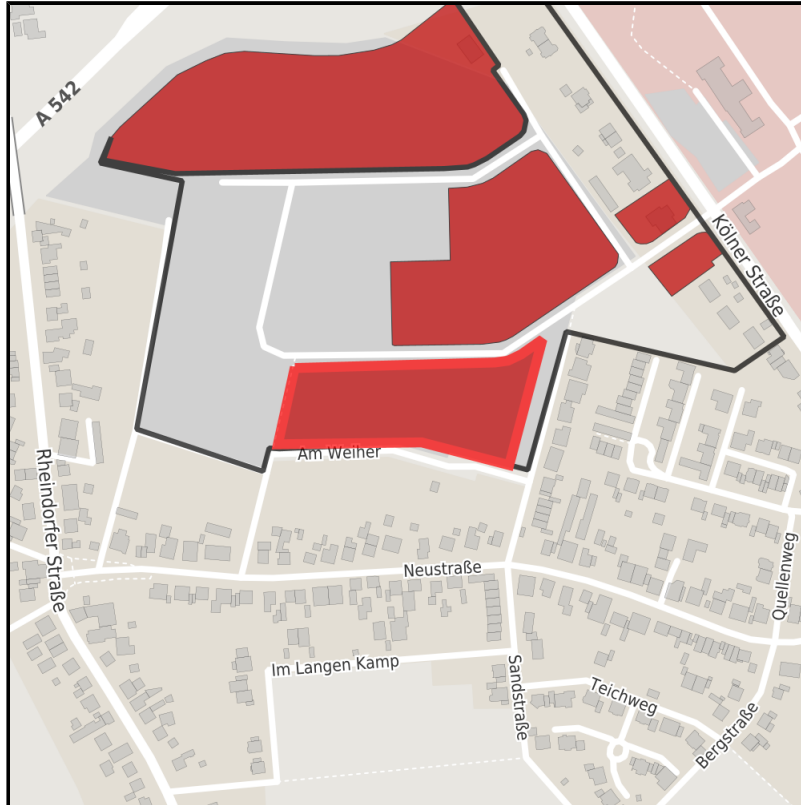 A 542
Kölner Straße
Am Weiher
Rheindorfer Straße
Neustraße
Quellenweg
Im Langen Kamp
Sandstraße
Teichweg
Bergstraße